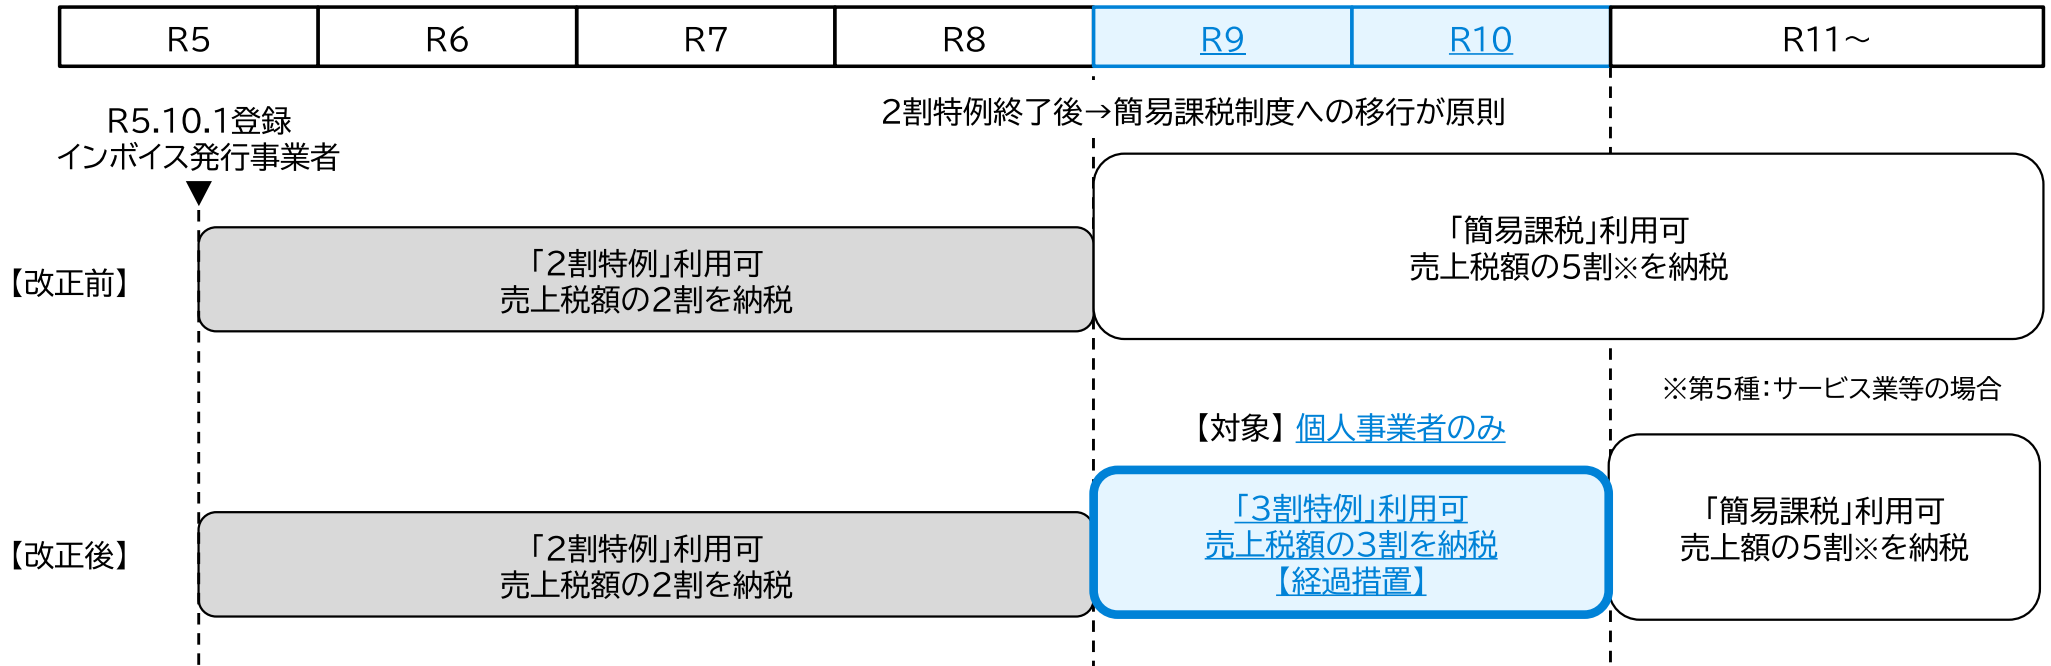 R5 R6 R7 R8 R9 R10 R11～
R5.10.1登録
インボイス発行事業者
2割特例終了後→簡易課税制度への移行が原則
【改正前】
「2割特例」利用可
売上税額の2割を納税
「簡易課税」利用可
売上税額の5割※を納税
※第5種：サービス業等の場合
【対象】個人事業者のみ
【改正後】
「2割特例」利用可
売上税額の2割を納税
「3割特例」利用可
売上税額の3割を納税
【経過措置】
「簡易課税」利用可
売上額の5割※を納税